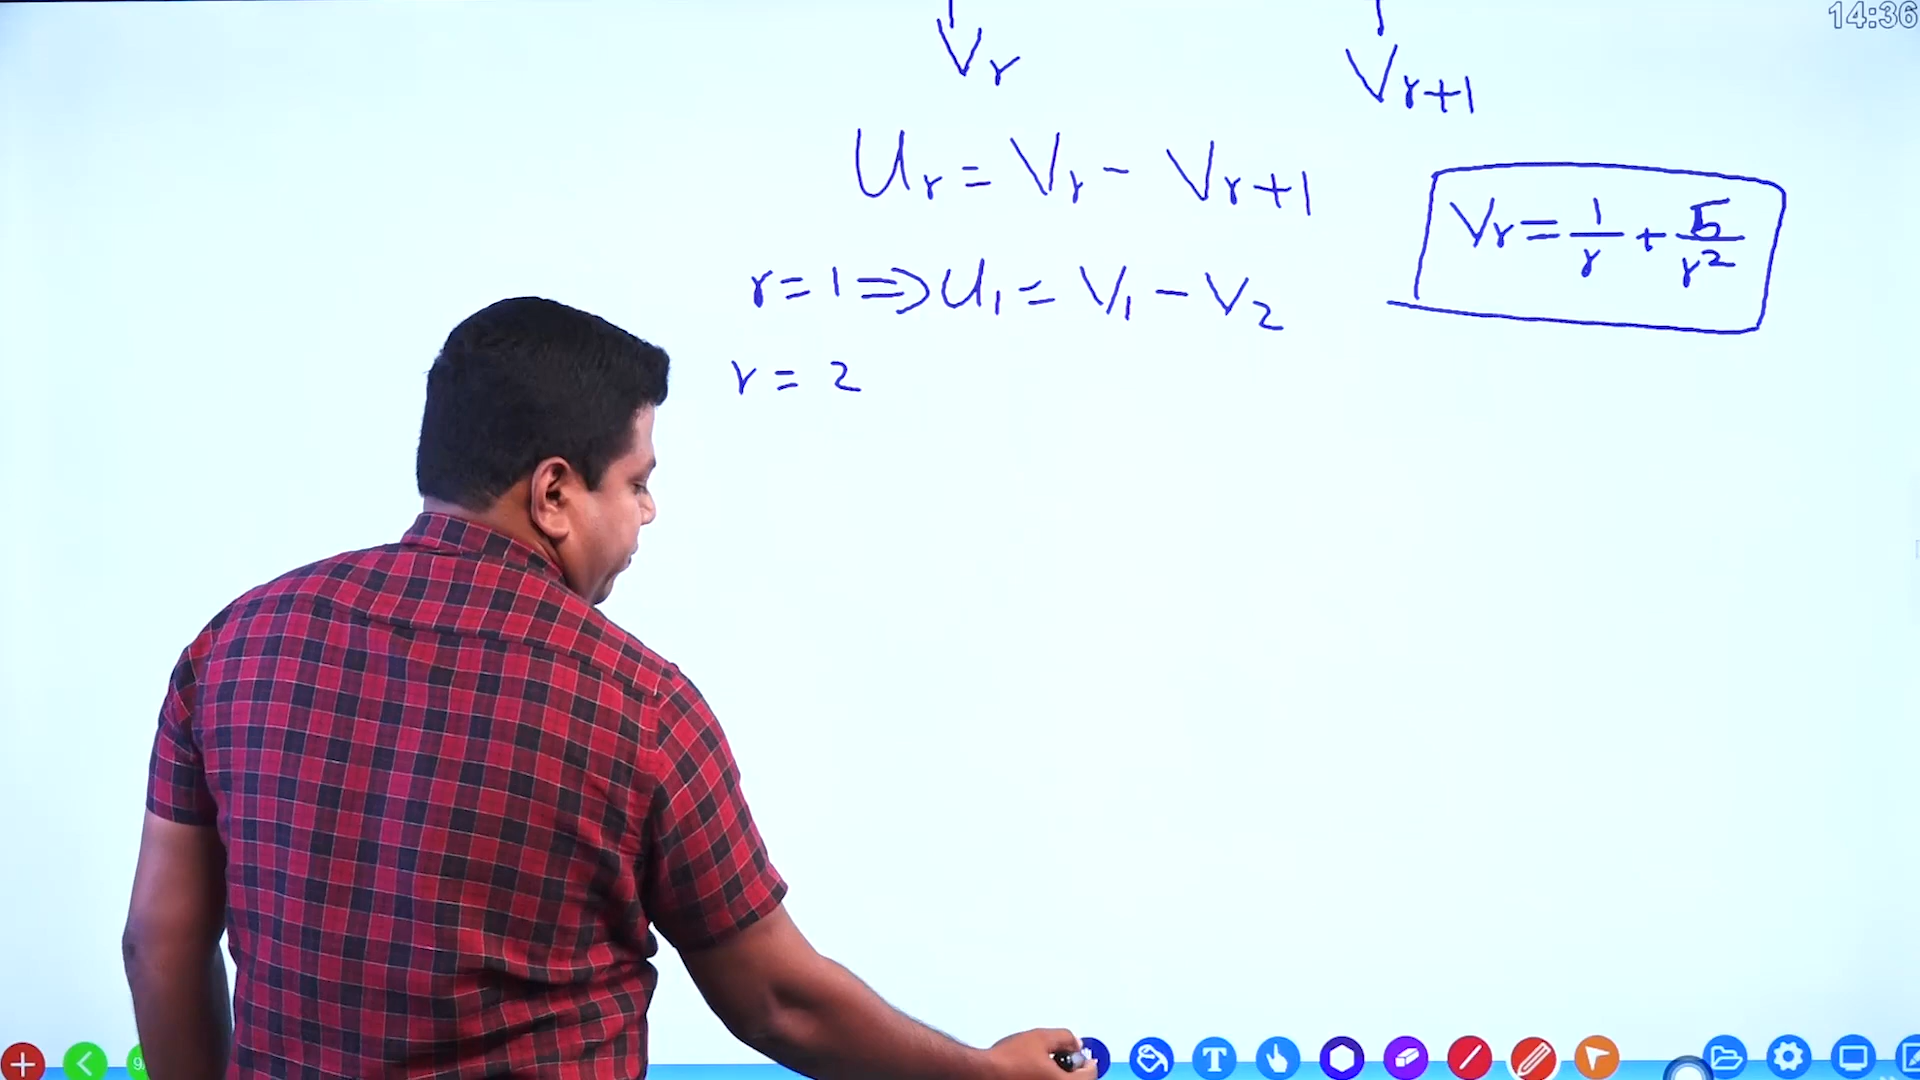 14:36
Vr Vr+1
Ur = Vr - Vr+1
Vr = 1/r + 5/r²
r = 1 ⇒ U₁ = V₁ - V₂
r = 2
T